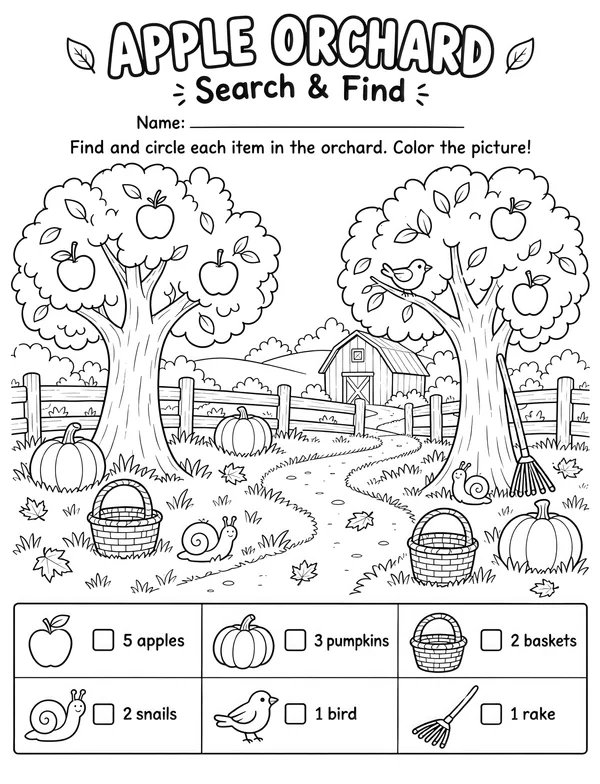 APPLE ORCHARD
Search & Find
Name:
Find and circle each item in the orchard. Color the picture!
5 apples
3 pumpkins
2 baskets
2 snails
1 bird
1 rake